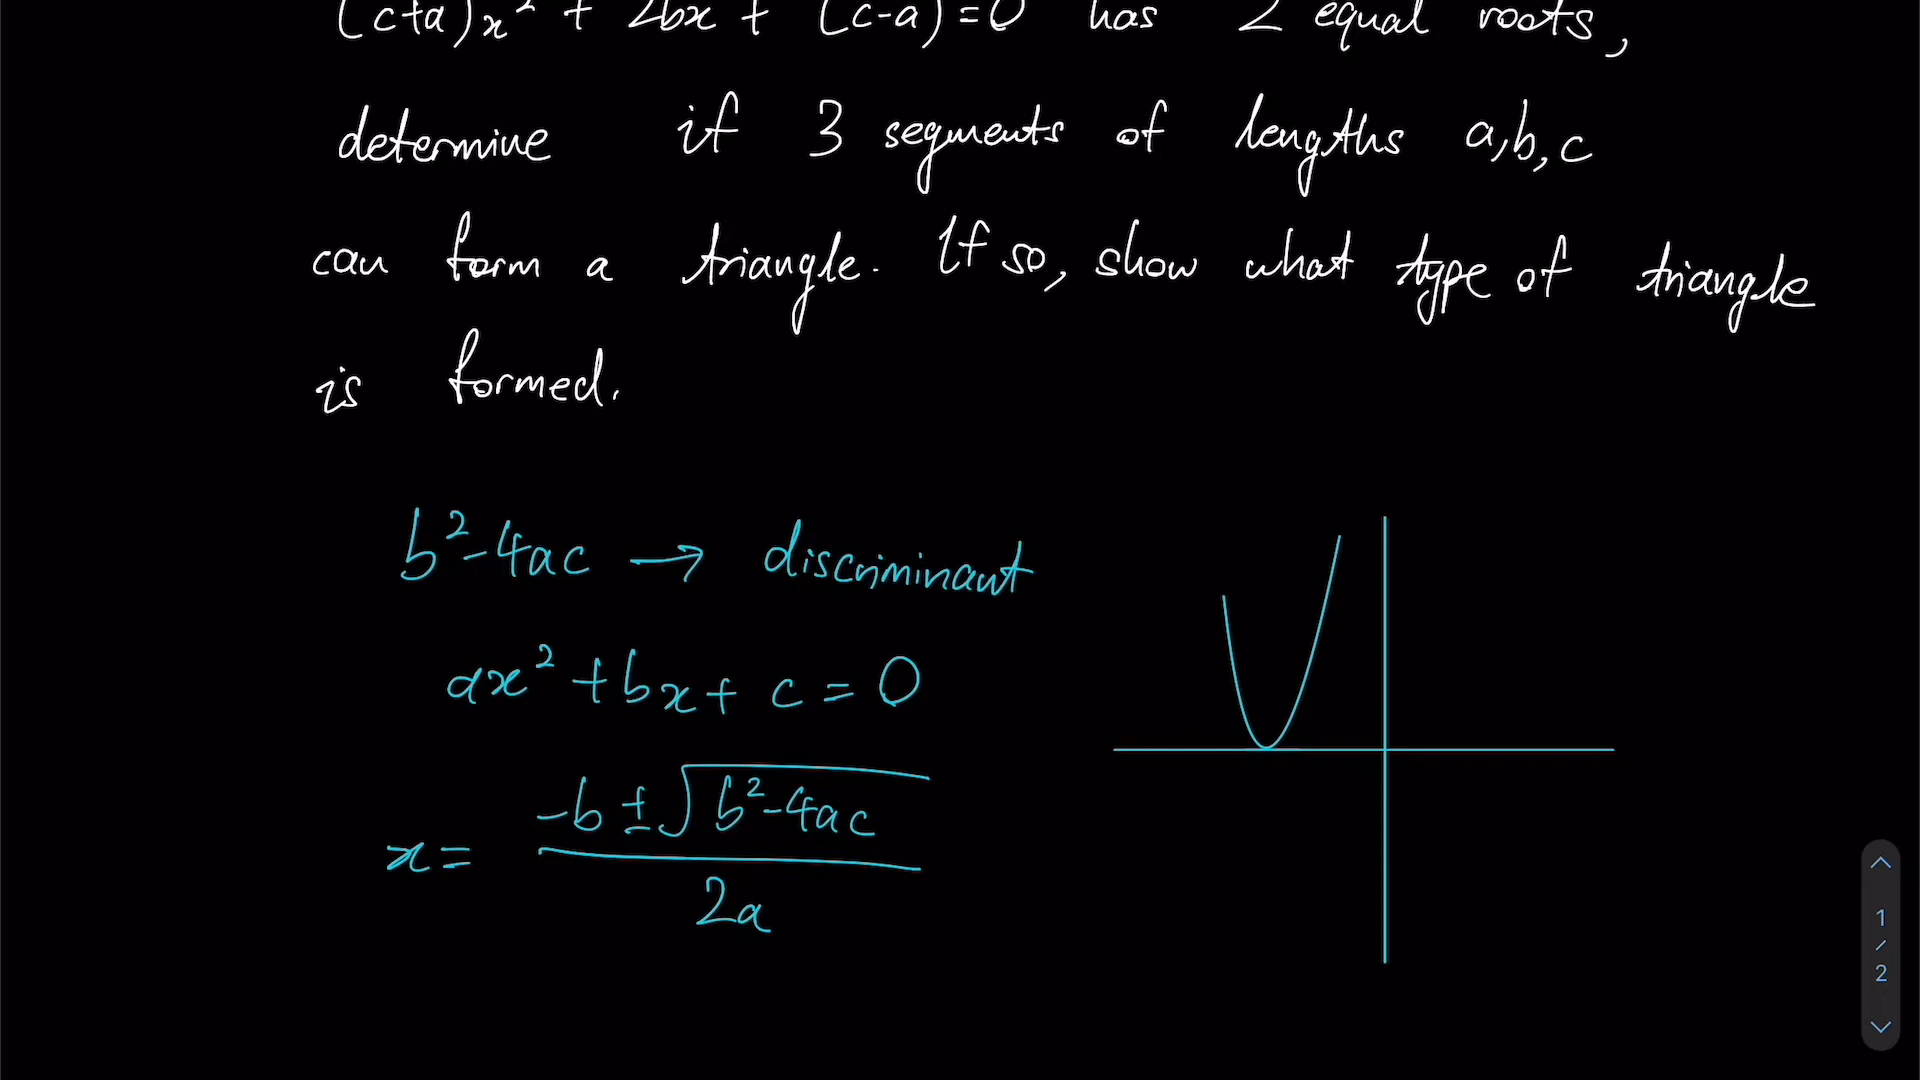 (c+a)x² + 2bx + (c-a)=0 has 2 equal roots,
determine if 3 segments of lengths a,b,c
can form a triangle. If so, show what type of triangle
is formed.
b²-4ac → discriminant
ax²+bx+c=0
x= -b±√b²-4ac / 2a
1
/
2